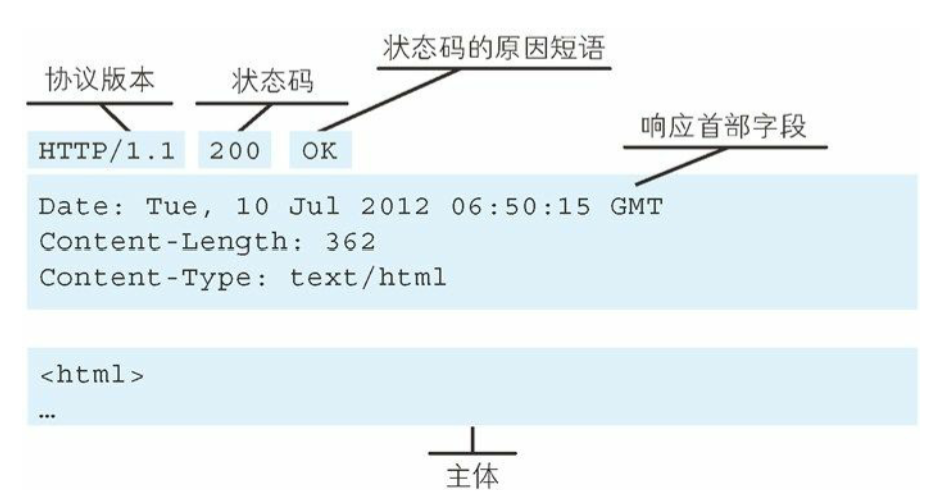 状态码的原因短语
协议版本 状态码
响应首部字段
HTTP/1.1 200 OK
Date: Tue, 10 Jul 2012 06:50:15 GMT
Content-Length: 362
Content-Type: text/html
<html>
…
主体